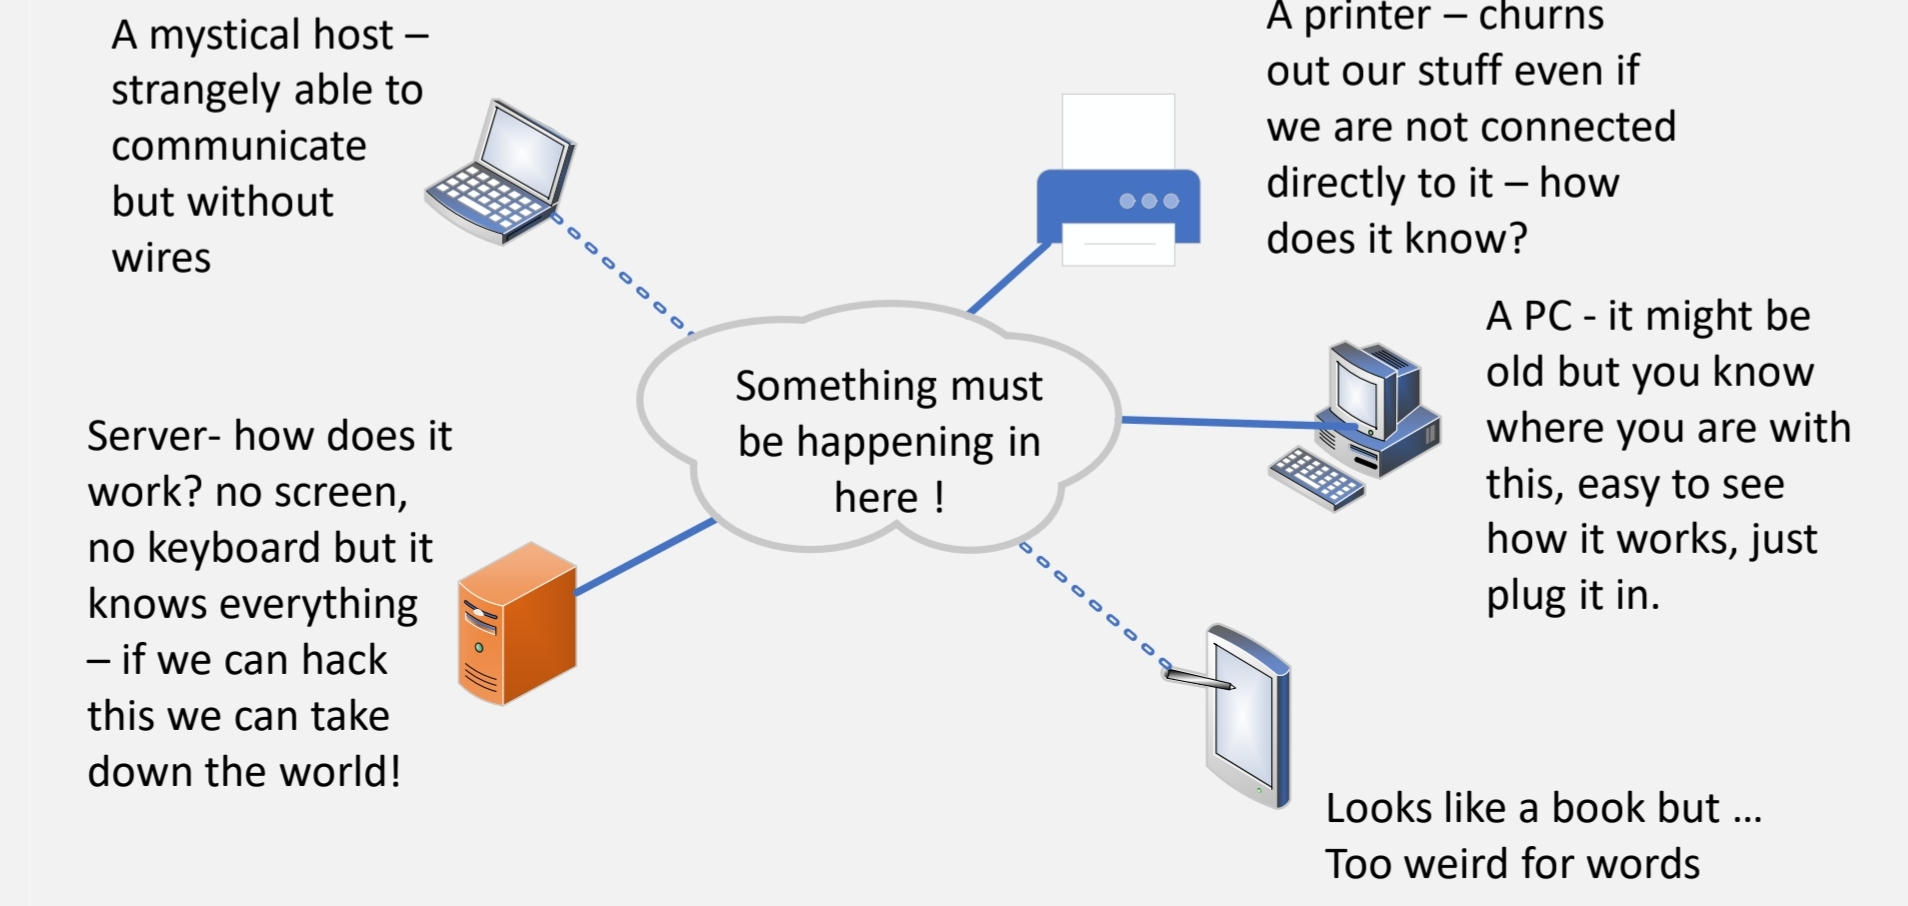 A mystical host –
strangely able to
communicate
but without
wires
A printer – churns
out our stuff even if
we are not connected
directly to it – how
does it know?
Something must
be happening in
here !
A PC - it might be
old but you know
where you are with
this, easy to see
how it works, just
plug it in.
Server- how does it
work? no screen,
no keyboard but it
knows everything
– if we can hack
this we can take
down the world!
Looks like a book but ...
Too weird for words